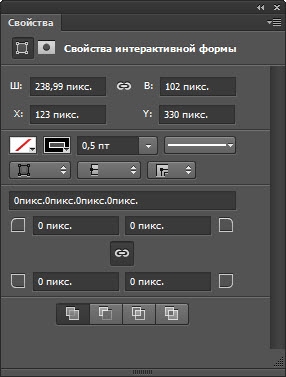 Свойства
Свойства интерактивной формы
Ш: 238,99 пикс. В: 102 пикс.
X: 123 пикс. Y: 330 пикс.
0,5 пт
0пикс.0пикс.0пикс.0пикс.
0 пикс. 0 пикс.
0 пикс. 0 пикс.